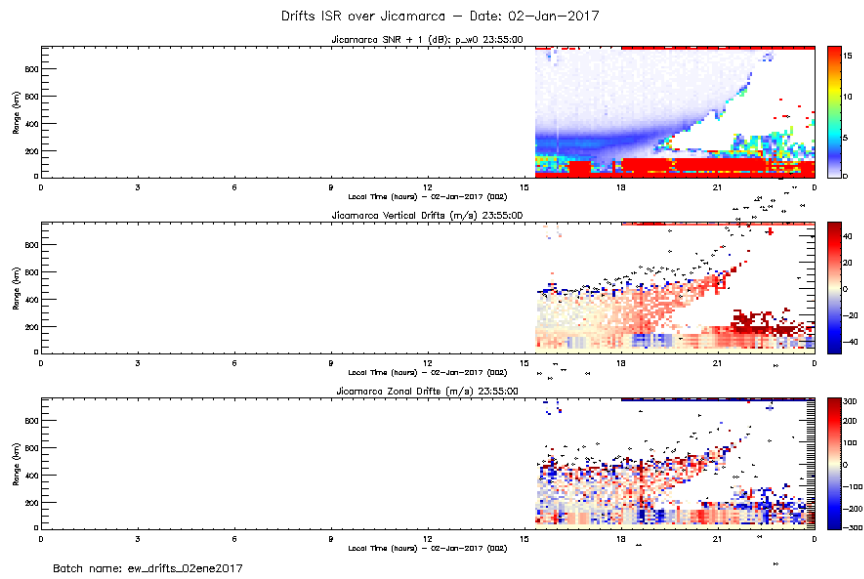 Drifts ISR over Jicamarca - Date: 02-Jan-2017
Jicamarca SNR + 1 (dB): p_w0 23:55:00
Range (km)
800
600
400
200
0
0 3 6 9 12 15 18 21 0
Local Time (hours) - 02-Jan-2017 (002)
15
10
5
0
Jicamarca Vertical Drifts (m/s) 23:55:00
Range (km)
800
600
400
200
0
0 3 6 9 12 15 18 21 0
Local Time (hours) - 02-Jan-2017 (002)
40
20
0
-20
-40
Jicamarca Zonal Drifts (m/s) 23:55:00
Range (km)
800
600
400
200
0
0 3 6 9 12 15 18 21 0
Local Time (hours) - 02-Jan-2017 (002)
300
200
100
0
-100
-200
-300
Batch name: ew_drifts_02ene2017